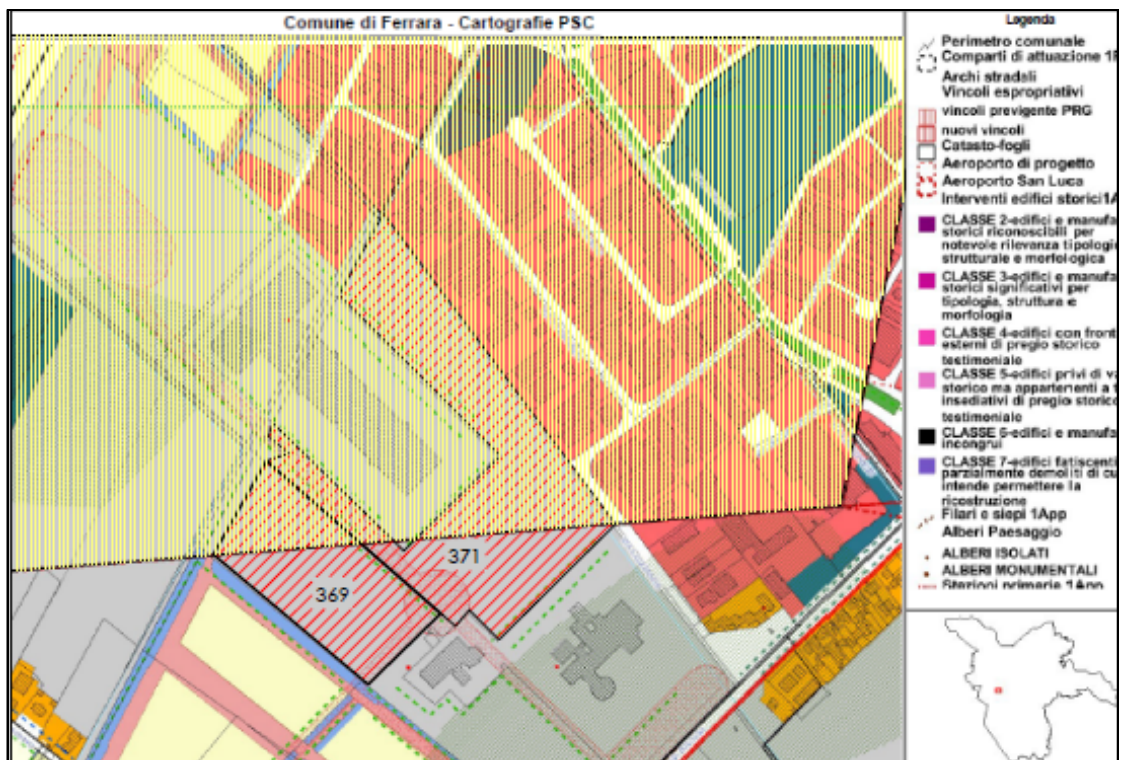 Comune di Ferrara - Cartografie PSC
Legenda
Perimetro comunale
Comparti di attuazione 1
Archi stradali
Vincoli espropriativi
vincoli previgente PRG
nuovi vincoli
Catasto-fogli
Aeroporto di progetto
Aeroporto San Luca
Interventi edifici storici1A
CLASSE 2-edifici e manufa
storici riconoscibili per
notevole rilevanza tipologi
strutturale e morfologica
CLASSE 3-edifici e manufa
storici significativi per
tipologia, struttura e
morfologia
CLASSE 4-edifici con front
esterni di pregio storico
testimoniale
CLASSE 5-edifici privi di va
storico ma appartenenti a t
insediativi di pregio storico
testimoniale
CLASSE 6-edifici e manufa
incongrui
CLASSE 7-edifici fatiscenti
parzialmente demoliti di cu
intende permettere la
ricostruzione
Filari e siepi 1App
Alberi Paesaggio
ALBERI ISOLATI
ALBERI MONUMENTALI
Stazioni primarie 1App
371
369